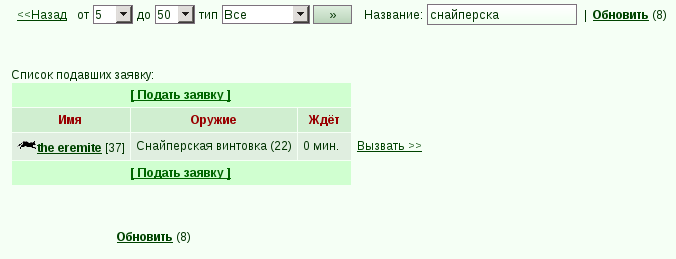 <<Назад от 5 до 50 тип Все » Название: снайперска | Обновить (8)
Список подавших заявку:
[ Подать заявку ]
Имя Оружие Ждёт
the eremite [37] Снайперская винтовка (22) 0 мин. Вызвать >>
[ Подать заявку ]
Обновить (8)